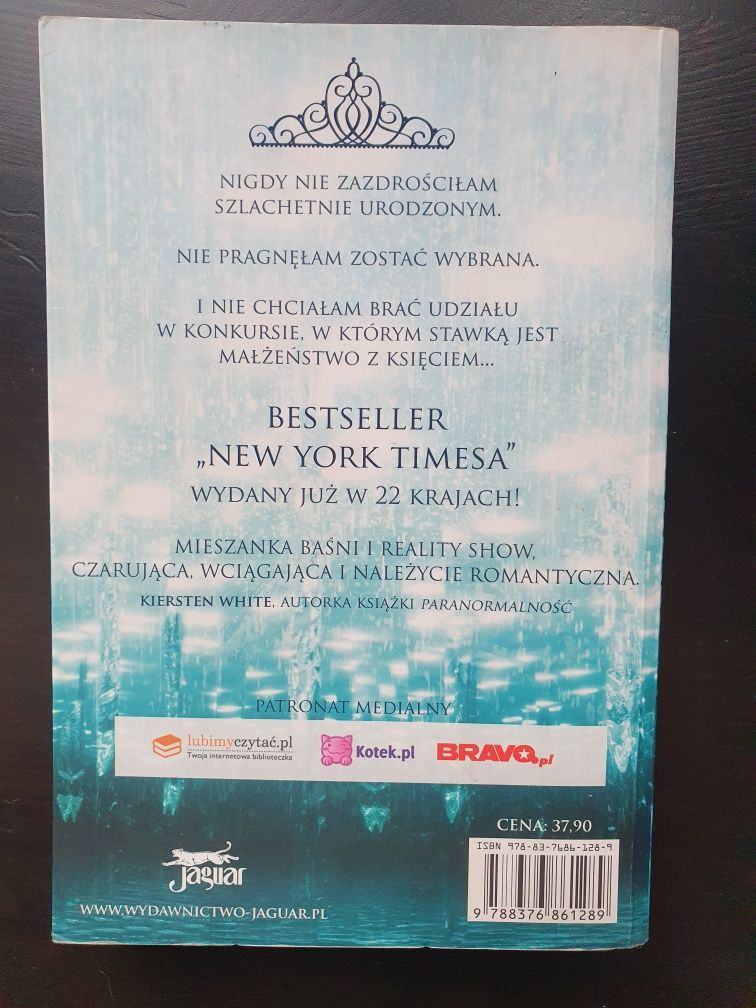 NIGDY NIE ZAZDROŚCIŁAM
SZLACHETNIE URODZONYM.
NIE PRAGNĘŁAM ZOSTAĆ WYBRANA.
I NIE CHCIAŁAM BRAĆ UDZIAŁU
W KONKURSIE, W KTÓRYM STAWKĄ JEST
MAŁŻEŃSTWO Z KSIĘCIEM...
BESTSELLER
„NEW YORK TIMESA”
WYDANY JUŻ W 22 KRAJACH!
MIESZANKA BAŚNI I REALITY SHOW,
CZARUJĄCA, WCIĄGAJĄCA I NALEŻYCIE ROMANTYCZNA.
KIERSTEN WHITE, AUTORKA KSIĄŻKI PARANORMALNOŚĆ
PATRONAT MEDIALNY
lubimyczytać.pl
Twoja internetowa biblioteczka
Kotek.pl
BRAVO.pl
CENA: 37,90
ISBN 978-83-7686-128-9
9 788376 861289
Jaguar
WWW.WYDAWNICTWO-JAGUAR.PL